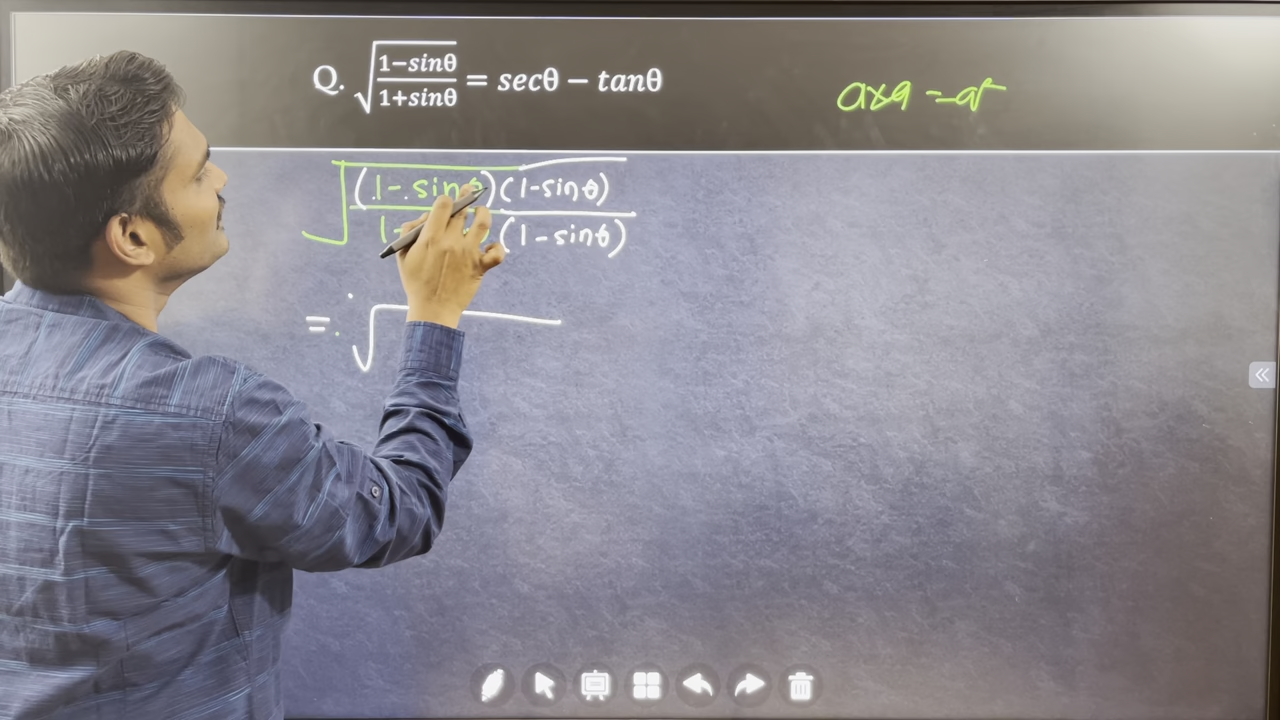 Q. √(1−sinθ)/(1+sinθ) = secθ − tanθ
a×a = a²
√(1-sinθ)(1-sinθ)
(1-sinθ)
= √